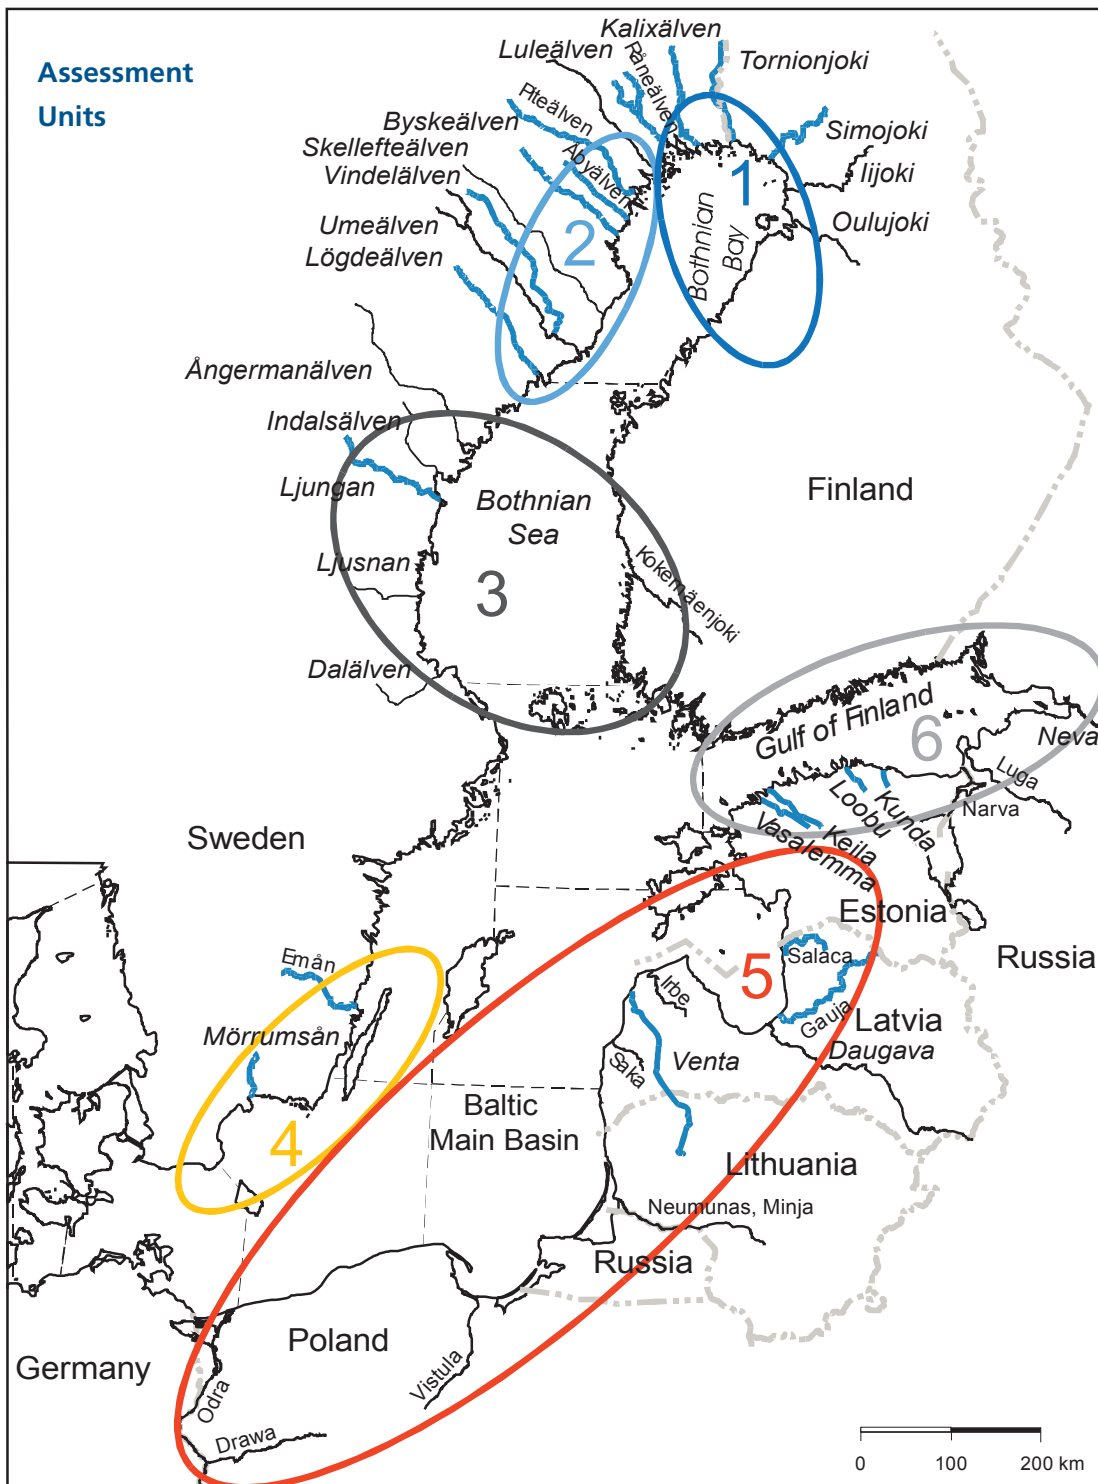 Assessment
Units
Kalixälven
Luleälven
Råneälven
Tornionjoki
Piteälven
Byskeälven
Simojoki
Skellefteälven
Åbyälven
Vindelälven
Iijoki
1
Umeälven
Oulujoki
2
Lögdeälven
Bothnian
Bay
Ångermanälven
Indalsälven
Ljungan
Bothnian
Sea
Finland
Ljusnan
3
Kokemäenjoki
Dalälven
Gulf of Finland
6
Neva
Luga
Narva
Kunda
Loobu
Keila
Vasalemma
Sweden
Estonia
Russia
Emån
5
Salaca
Irbe
Gauja
Latvia
Mörrumsån
Daugava
Saka
Venta
Baltic
Main Basin
4
Lithuania
Neumunas, Minja
Russia
Poland
Germany
Vistula
Odra
Drawa
0 100 200 km